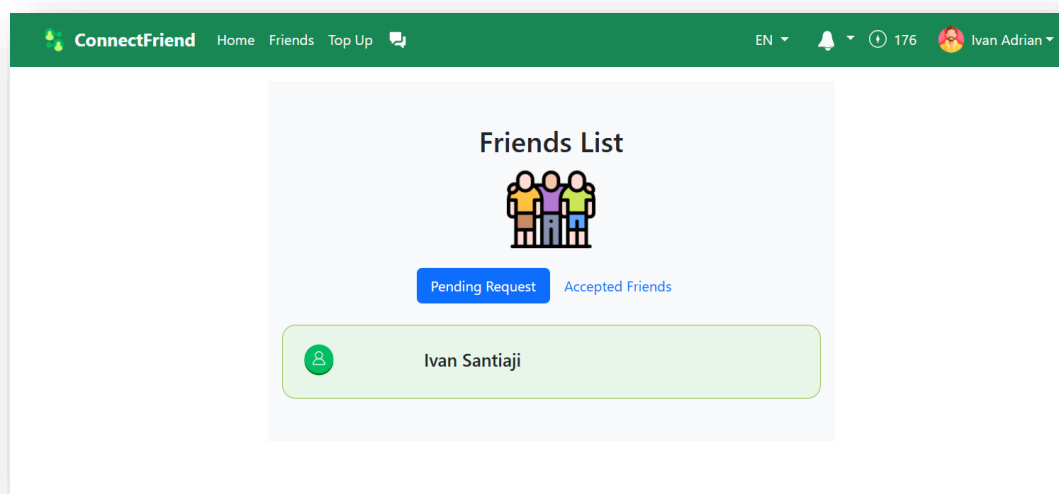 ConnectFriend Home Friends Top Up EN 176 Ivan Adrian
Friends List
Pending Request Accepted Friends
Ivan Santiaji